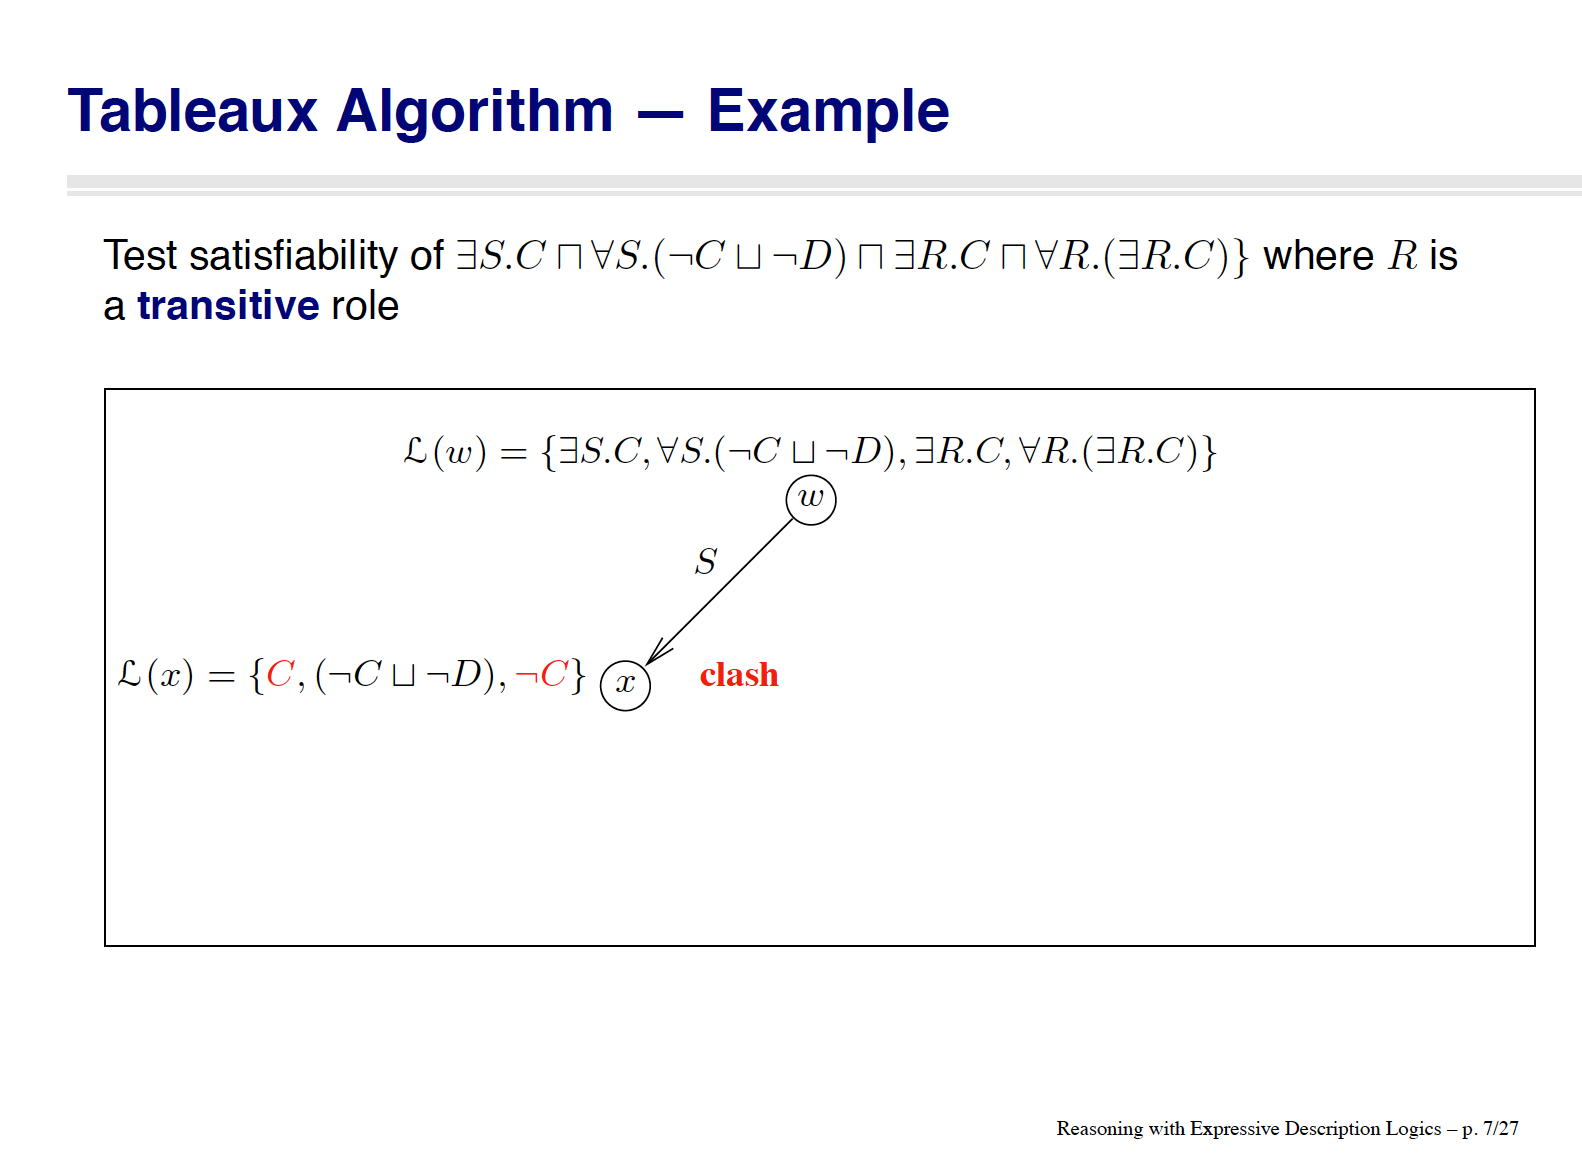 Tableaux Algorithm — Example
Test satisfiability of ∃S.C ⊓ ∀S.(¬C ⊔ ¬D) ⊓ ∃R.C ⊓ ∀R.(∃R.C)} where R is
a transitive role
ℒ(w) = {∃S.C, ∀S.(¬C ⊔ ¬D), ∃R.C, ∀R.(∃R.C)}
w
S
ℒ(x) = {C, (¬C ⊔ ¬D), ¬C} x clash
Reasoning with Expressive Description Logics – p. 7/27